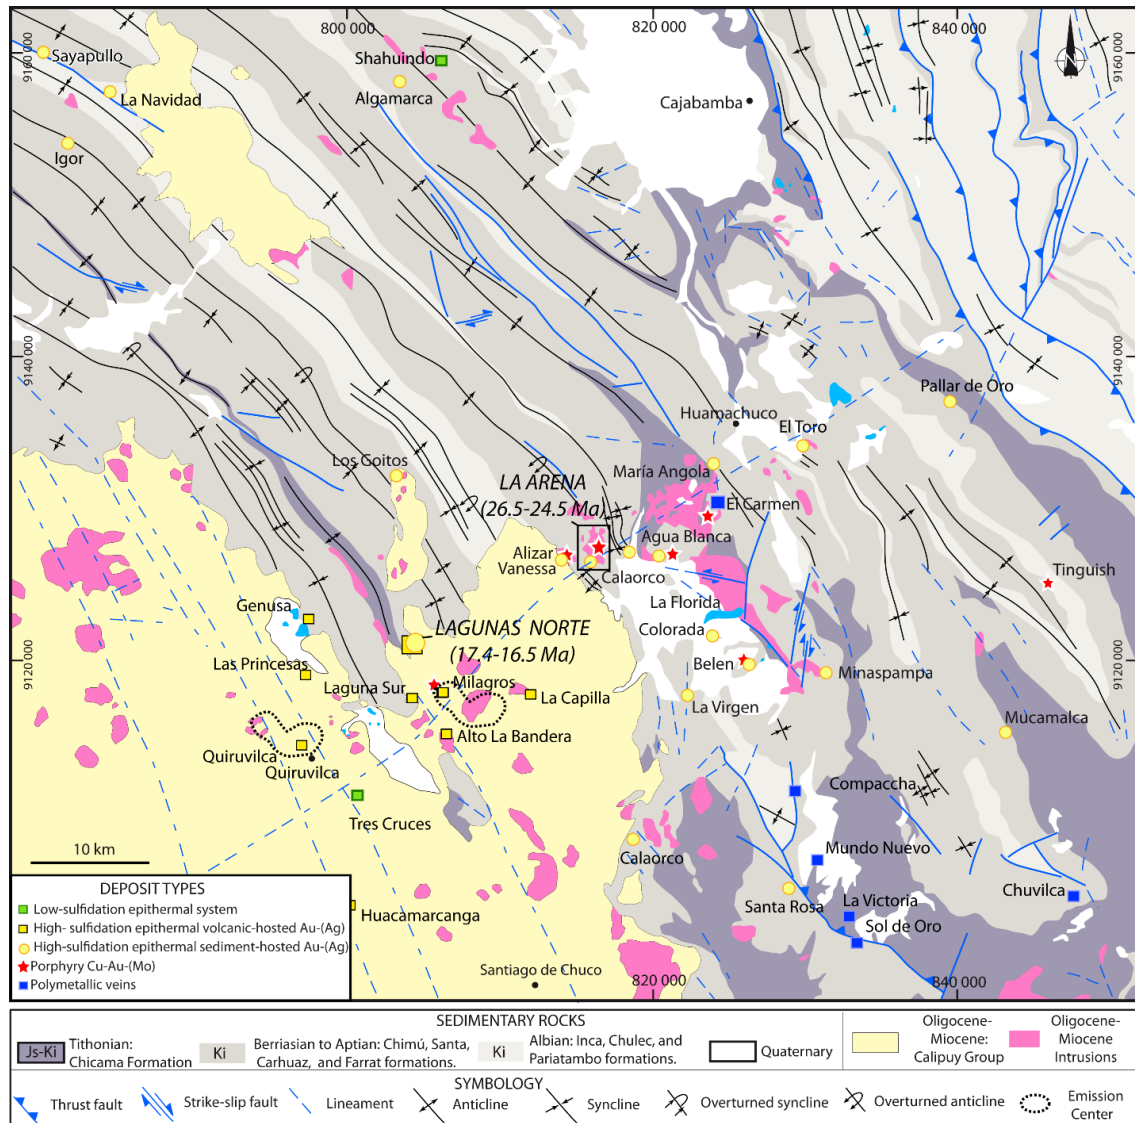 800 000
820 000
840 000
9160 000
9160 000
Sayapullo
Shahuindo
La Navidad
Algamarca
Cajabamba
N
Igor
9140 000
9140 000
Pallar de Oro
Huamachuco
El Toro
Los Goitos
María Angola
LA ARENA
(26.5-24.5 Ma)
El Carmen
Agua Blanca
Alizar
Vanessa
Calaorco
Tinguish
Genusa
La Florida
LAGUNAS NORTE
(17.4-16.5 Ma)
Colorada
9120 000
9120 000
Las Princesas
Belen
Laguna Sur
Milagros
Minaspampa
La Capilla
La Virgen
Mucamalca
Alto La Bandera
Quiruvilca
Quiruvilca
Compaccha
Tres Cruces
Mundo Nuevo
10 km
Calaorco
Chuvilca
Santa Rosa
La Victoria
Sol de Oro
Huacamarcanga
Santiago de Chuco
820 000
840 000
DEPOSIT TYPES
Low-sulfidation epithermal system
High- sulfidation epithermal volcanic-hosted Au-(Ag)
High-sulfidation epithermal sediment-hosted Au-(Ag)
Porphyry Cu-Au-(Mo)
Polymetallic veins
SEDIMENTARY ROCKS
Js-Ki
Tithonian:
Chicama Formation
Ki
Berriasian to Aptian: Chimú, Santa,
Carhuaz, and Farrat formations.
Ki
Albian: Inca, Chulec, and
Pariatambo formations.
Quaternary
Oligocene-
Miocene:
Calipuy Group
Oligocene-
Miocene
Intrusions
SYMBOLOGY
Thrust fault
Strike-slip fault
Lineament
Anticline
Syncline
Overturned syncline
Overturned anticline
Emission
Center